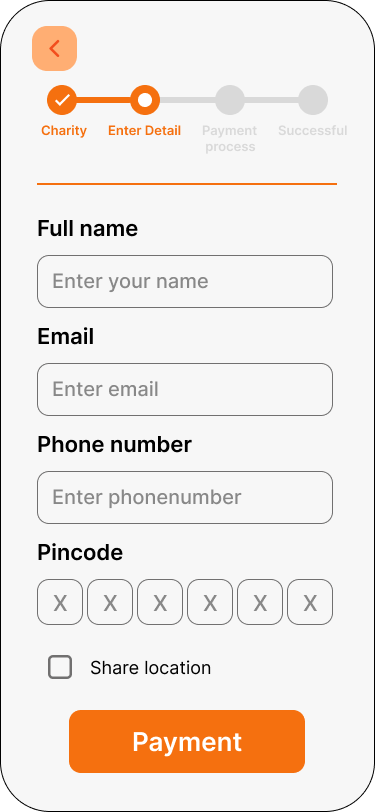 Charity Enter Detail Payment Successful
process
Full name
Enter your name
Email
Enter email
Phone number
Enter phonenumber
Pincode
X X X X X X
Share location
Payment